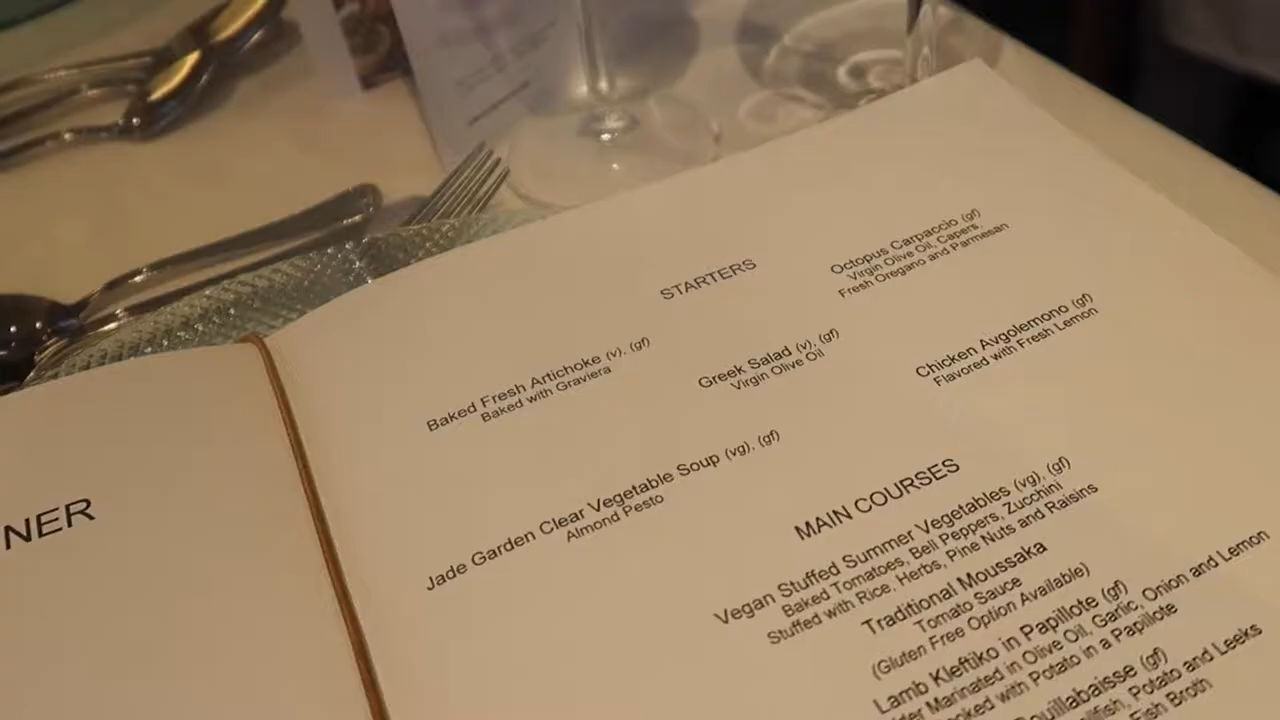 NER
STARTERS
Octopus Carpaccio (gf)
Virgin Olive Oil, Capers,
Fresh Oregano and Parmesan
Baked Fresh Artichoke (v), (gf)
Baked with Graviera
Greek Salad (v), (gf)
Virgin Olive Oil
Chicken Avgolemono (gf)
Flavored with Fresh Lemon
Jade Garden Clear Vegetable Soup (vg), (gf)
Almond Pesto
MAIN COURSES
Vegan Stuffed Summer Vegetables (vg), (gf)
Baked Tomatoes, Bell Peppers, Zucchini
Stuffed with Rice, Herbs, Pine Nuts and Raisins
Traditional Moussaka
Tomato Sauce
(Gluten Free Option Available)
Lamb Kleftiko in Papillote (gf)
der Marinated in Olive Oil, Garlic, Onion and Lemon
ooked with Potato in a Papillote
ouillabaisse (gf)
llfish, Potato and Leeks
Fish Broth